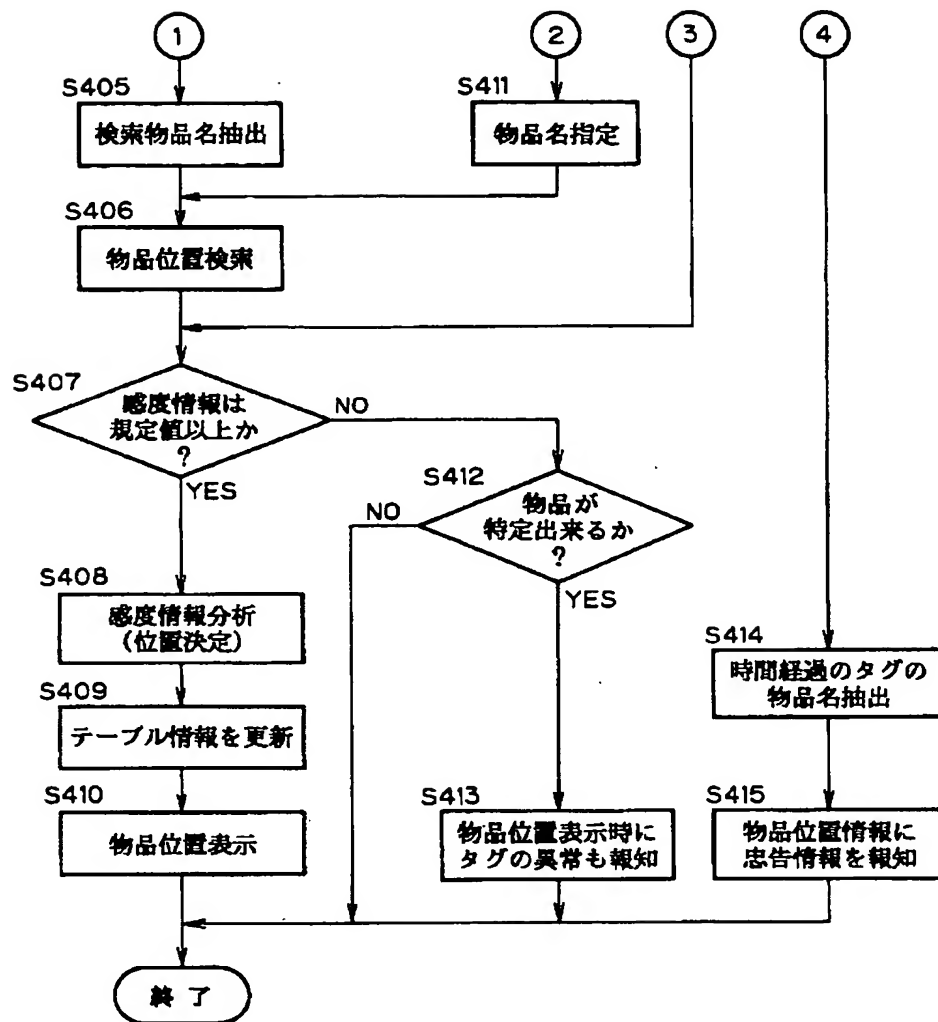 1
2
3
4
S405
検索物品名抽出
S411
物品名指定
S406
物品位置検索
S407
感度情報は
規定値以上か
?
NO
YES
S412
物品が
特定出来るか
?
NO
YES
S408
感度情報分析
(位置決定)
S409
テーブル情報を更新
S410
物品位置表示
S413
物品位置表示時に
タグの異常も報知
S414
時間経過のタグの
物品名抽出
S415
物品位置情報に
忠告情報を報知
終了